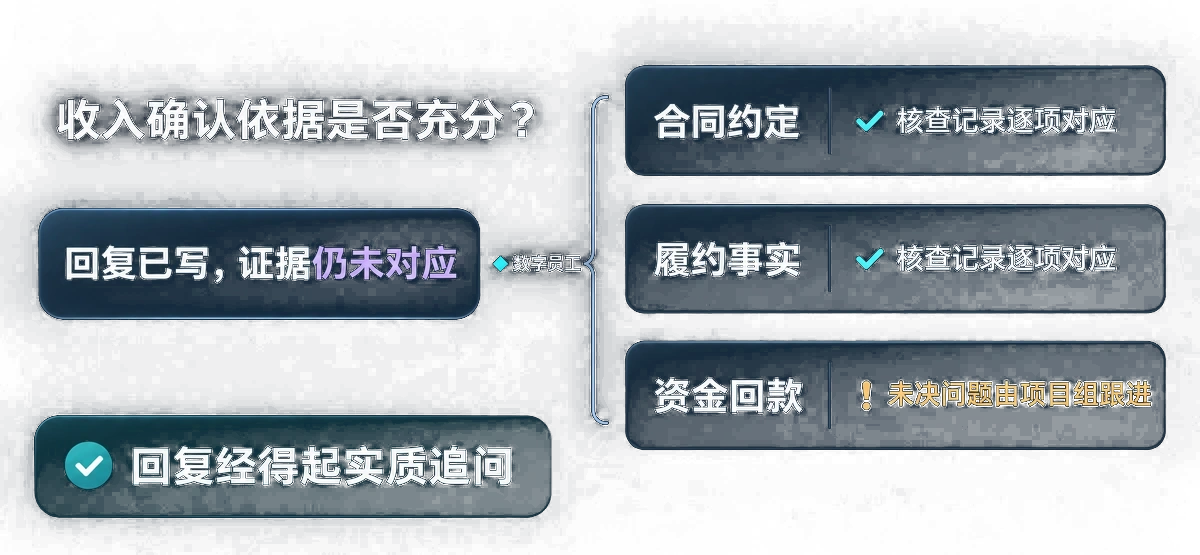 收入确认依据是否充分？
回复已写，证据仍未对应
数字员工
合同约定
核查记录逐项对应
履约事实
核查记录逐项对应
资金回款
未决问题由项目组跟进
回复经得起实质追问